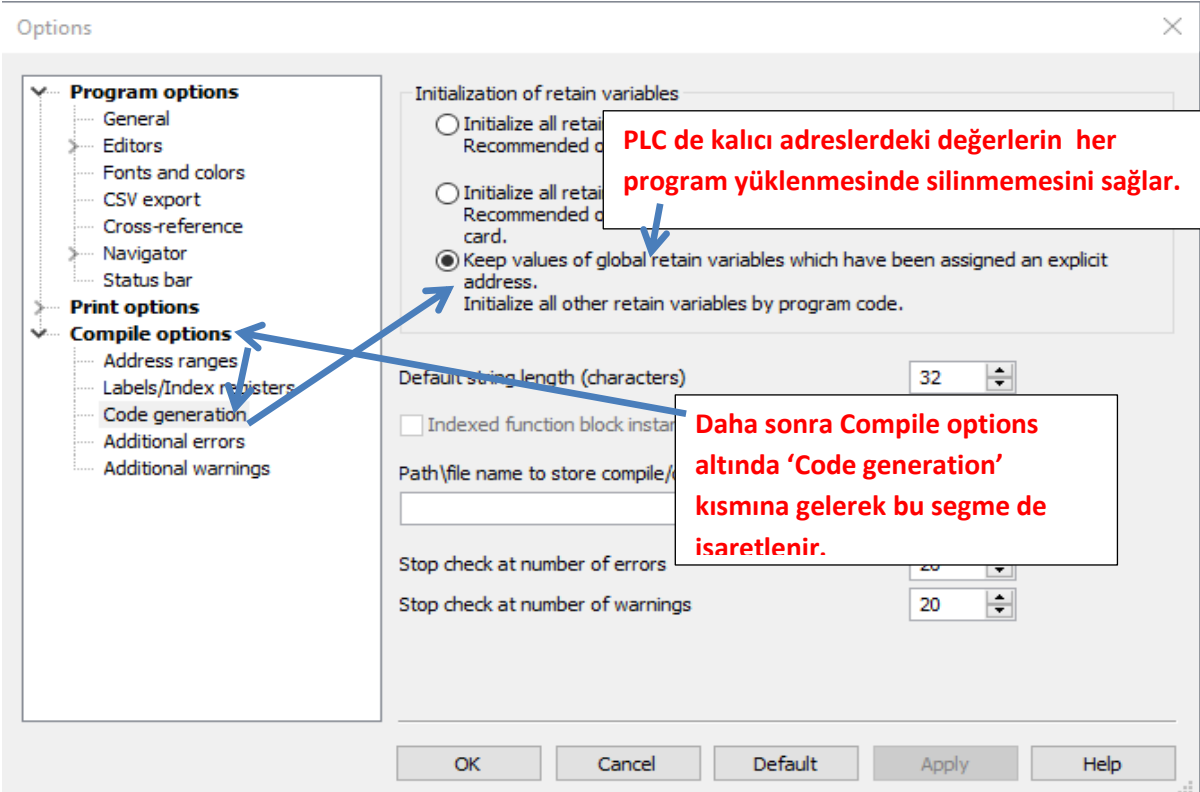 Options
Program options
General
Editors
Fonts and colors
CSV export
Cross-reference
Navigator
Status bar
Print options
Compile options
Address ranges
Labels/Index registers
Code generation
Additional errors
Additional warnings
Initialization of retain variables
Initialize all
Recommended
Initialize all
Recommended
card.
Keep values of global retain variables which have been assigned an explicit
address.
Initialize all other retain variables by program code.
PLC de kalıcı adreslerdeki değerlerin her
program yüklenmesinde silinmemesini sağlar.
Default string length (characters) 32
Indexed function block
Path\file name to store compile/
Daha sonra Compile options
altında ‘Code generation’
kısmına gelerek bu segme de
işaretlenir.
Stop check at number of errors 20
Stop check at number of warnings 20
OK Cancel Default Apply Help